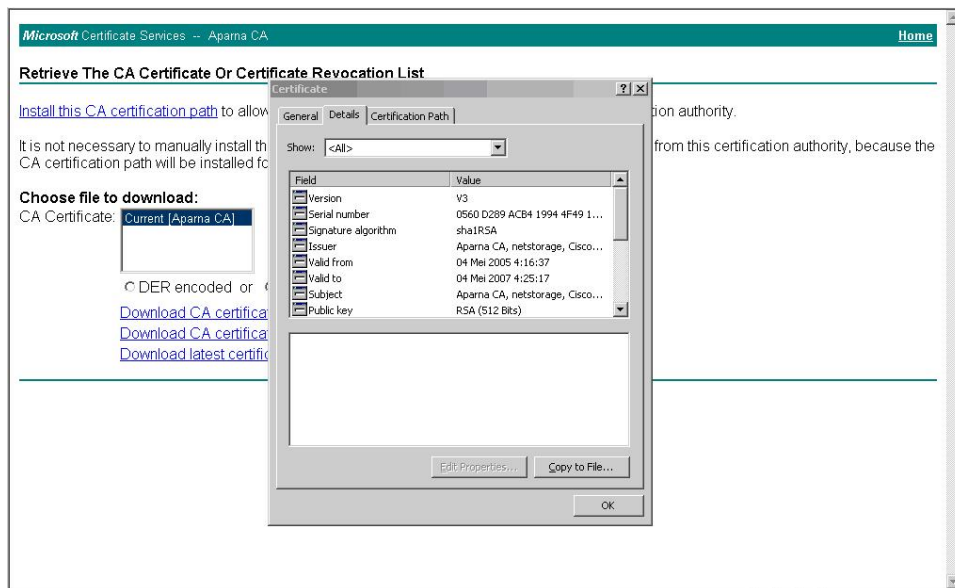 Microsoft Certificate Services -- Aparna CA Home
Retrieve The CA Certificate Or Certificate Revocation List
Install this CA certification path to allow
tion authority.
It is not necessary to manually install th
from this certification authority, because the
CA certification path will be installed fo
Choose file to download:
CA Certificate: Current [Aparna CA]
DER encoded or
Download CA certifica
Download CA certifica
Download latest certific
Certificate
General Details Certification Path
Show: <All>
Field Value
Version V3
Serial number 0560 D289 ACB4 1994 4F49 1...
Signature algorithm sha1RSA
Issuer Aparna CA, netstorage, Cisco...
Valid from 04 Mei 2005 4:16:37
Valid to 04 Mei 2007 4:25:17
Subject Aparna CA, netstorage, Cisco...
Public key RSA (512 Bits)
Edit Properties... Copy to File...
OK